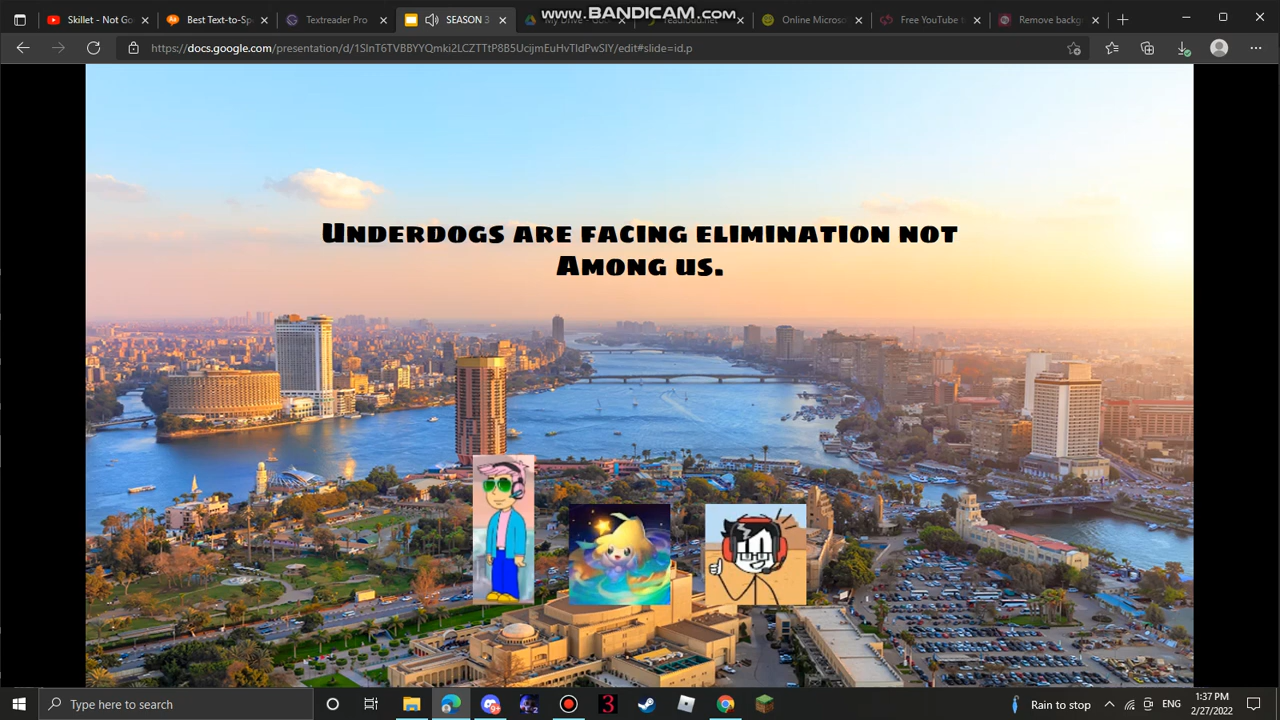 Skillet - Not Go
Best Text-to-Sp
Textreader Pro
SEASON 3
www.BANDICAM.com
Online Microso
Free YouTube t
Remove backg
https://docs.google.com/presentation/d/1SlnT6TVBBYYQmki2LCZTTtP8B5UcijmEuHvTldPwSlY/edit#slide=id.p
Underdogs are facing elimination not
Among us.
Type here to search
Rain to stop
ENG
1:37 PM
2/27/2022